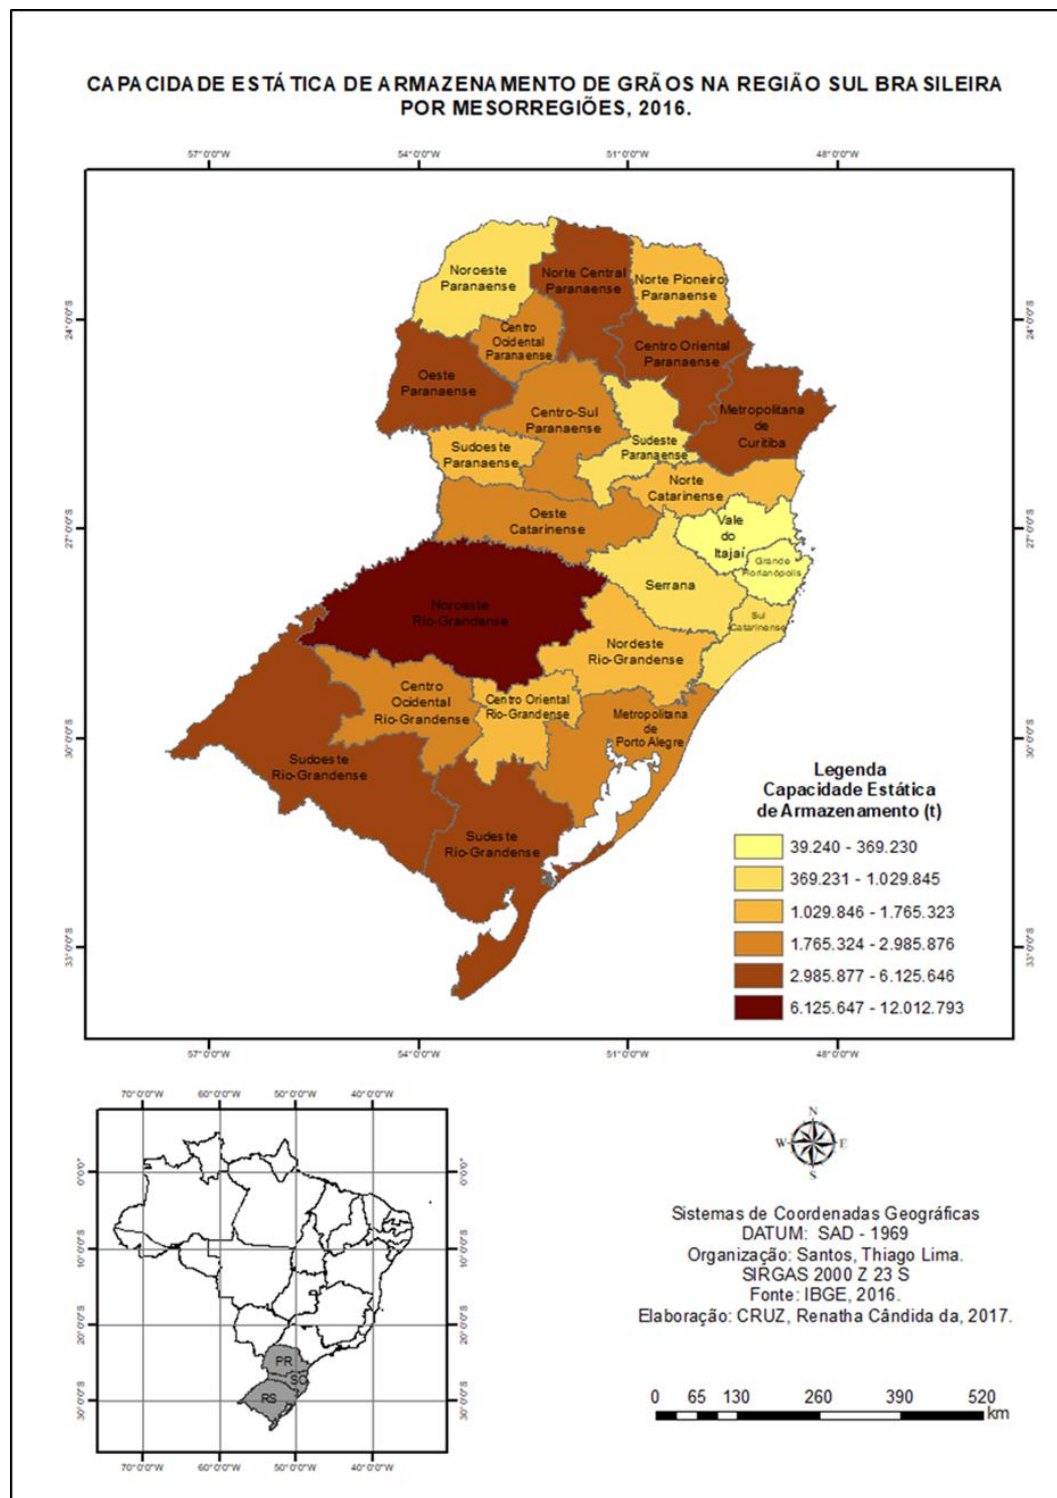 CAPACIDADE ESTÁTICA DE ARMAZENAMENTO DE GRÃOS NA REGIÃO SUL BRASILEIRA
POR MESORREGIÕES, 2016.
57°0'0"W
54°0'0"W
51°0'0"W
48°0'0"W
24°0'0"S
24°0'0"S
27°0'0"S
27°0'0"S
30°0'0"S
30°0'0"S
33°0'0"S
33°0'0"S
Noroeste
Paranaense
Norte Central
Paranaense
Norte Pioneiro
Paranaense
Centro
Ocidental
Paranaense
Centro Oriental
Paranaense
Oeste
Paranaense
Metropolitana
de
Curitiba
Centro-Sul
Paranaense
Sudeste
Paranaense
Sudoeste
Paranaense
Norte
Catarinense
Oeste
Catarinense
Vale
do
Itajaí
Grande
Florianópolis
Serrana
Sul
Catarinense
Noroeste
Rio-Grandense
Nordeste
Rio-Grandense
Centro
Ocidental
Rio-Grandense
Centro Oriental
Rio-Grandense
Metropolitana
de
Porto Alegre
Sudoeste
Rio-Grandense
Sudeste
Rio-Grandense
Legenda
Capacidade Estática
de Armazenamento (t)
39.240 - 369.230
369.231 - 1.029.845
1.029.846 - 1.765.323
1.765.324 - 2.985.876
2.985.877 - 6.125.646
6.125.647 - 12.012.793
57°0'0"W
54°0'0"W
51°0'0"W
48°0'0"W
70°0'0"W
60°0'0"W
50°0'0"W
40°0'0"W
0°0'0"
0°0'0"
10°0'0"S
10°0'0"S
20°0'0"S
20°0'0"S
30°0'0"S
30°0'0"S
PR
SC
RS
70°0'0"W
60°0'0"W
50°0'0"W
40°0'0"W
N
W
E
S
Sistemas de Coordenadas Geográficas
DATUM: SAD - 1969
Organização: Santos, Thiago Lima.
SIRGAS 2000 Z 23 S
Fonte: IBGE, 2016.
Elaboração: CRUZ, Renatha Cândida da, 2017.
0 65 130 260 390 520
km